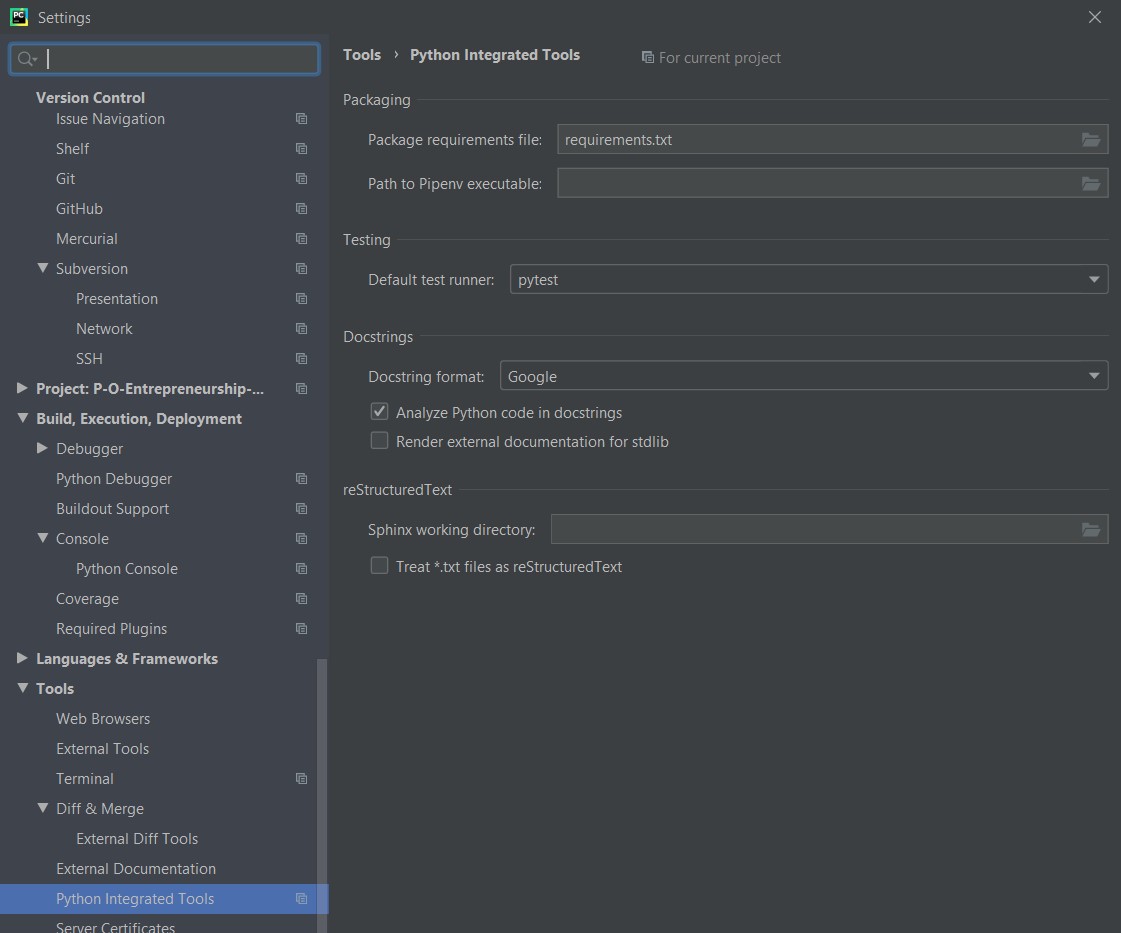 PC
Settings
Version Control
Issue Navigation
Shelf
Git
GitHub
Mercurial
Subversion
Presentation
Network
SSH
Project: P-O-Entrepreneurship-...
Build, Execution, Deployment
Debugger
Python Debugger
Buildout Support
Console
Python Console
Coverage
Required Plugins
Languages & Frameworks
Tools
Web Browsers
External Tools
Terminal
Diff & Merge
External Diff Tools
External Documentation
Python Integrated Tools
Server Certificates
Tools › Python Integrated Tools For current project
Packaging
Package requirements file: requirements.txt
Path to Pipenv executable:
Testing
Default test runner: pytest
Docstrings
Docstring format: Google
Analyze Python code in docstrings
Render external documentation for stdlib
reStructuredText
Sphinx working directory:
Treat *.txt files as reStructuredText